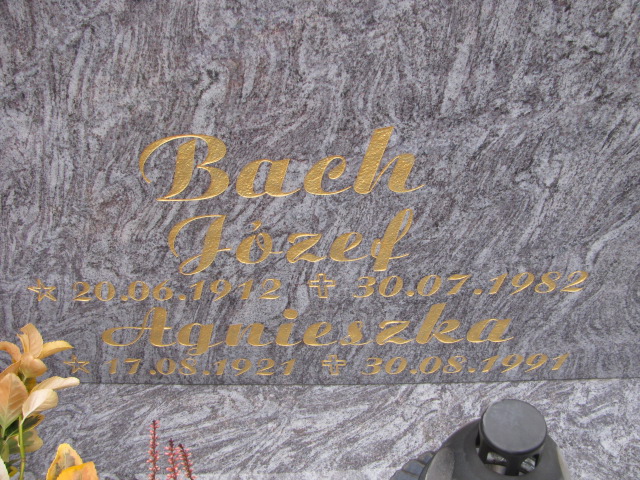 Bach
Józef
☆ 20.06.1912 ✝ 30.07.1982
Agnieszka
☆ 17.08.1921 ✝ 30.08.1991